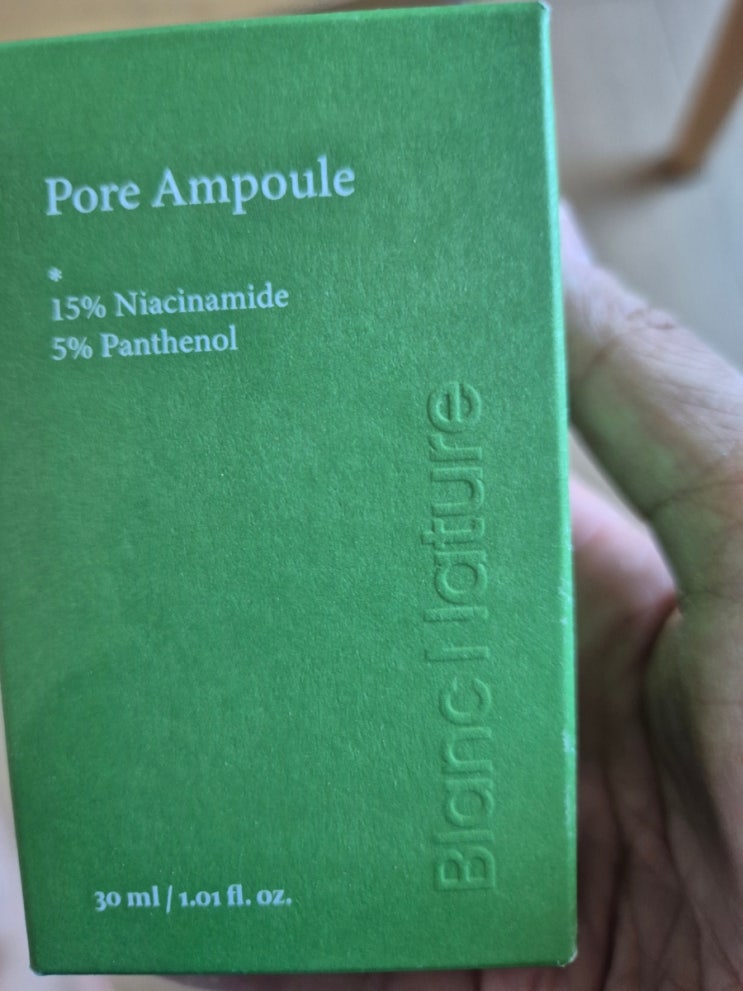 Pore Ampoule
*
15% Niacinamide
5% Panthenol
Blanc Nature
30 ml / 1.01 fl. oz.